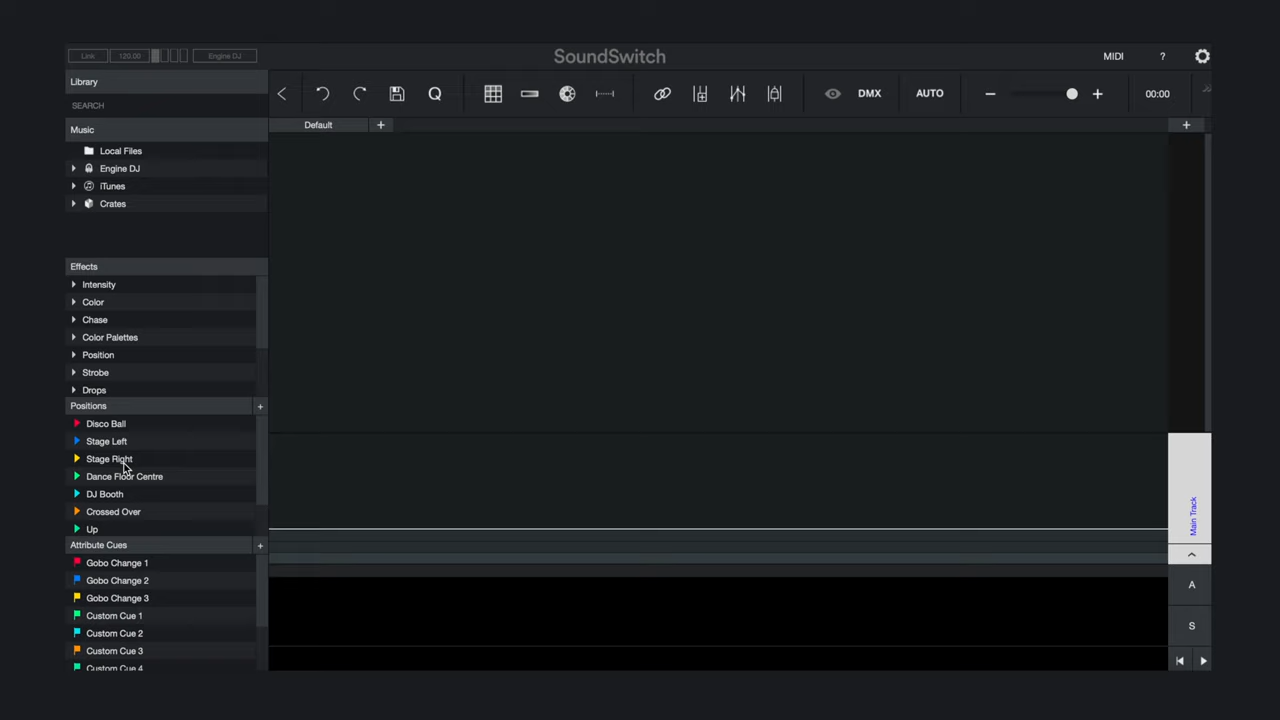 Link 120.00 Engine DJ SoundSwitch MIDI ?
Library
SEARCH
Q DMX AUTO 00:00
Default
Music
Local Files
Engine DJ
iTunes
Crates
Effects
Intensity
Color
Chase
Color Palettes
Position
Strobe
Drops
Positions
Disco Ball
Stage Left
Stage Right
Dance Floor Centre
DJ Booth
Crossed Over
Up
Attribute Cues
Gobo Change 1
Gobo Change 2
Gobo Change 3
Custom Cue 1
Custom Cue 2
Custom Cue 3
Custom Cue 4
Main Track
A
S